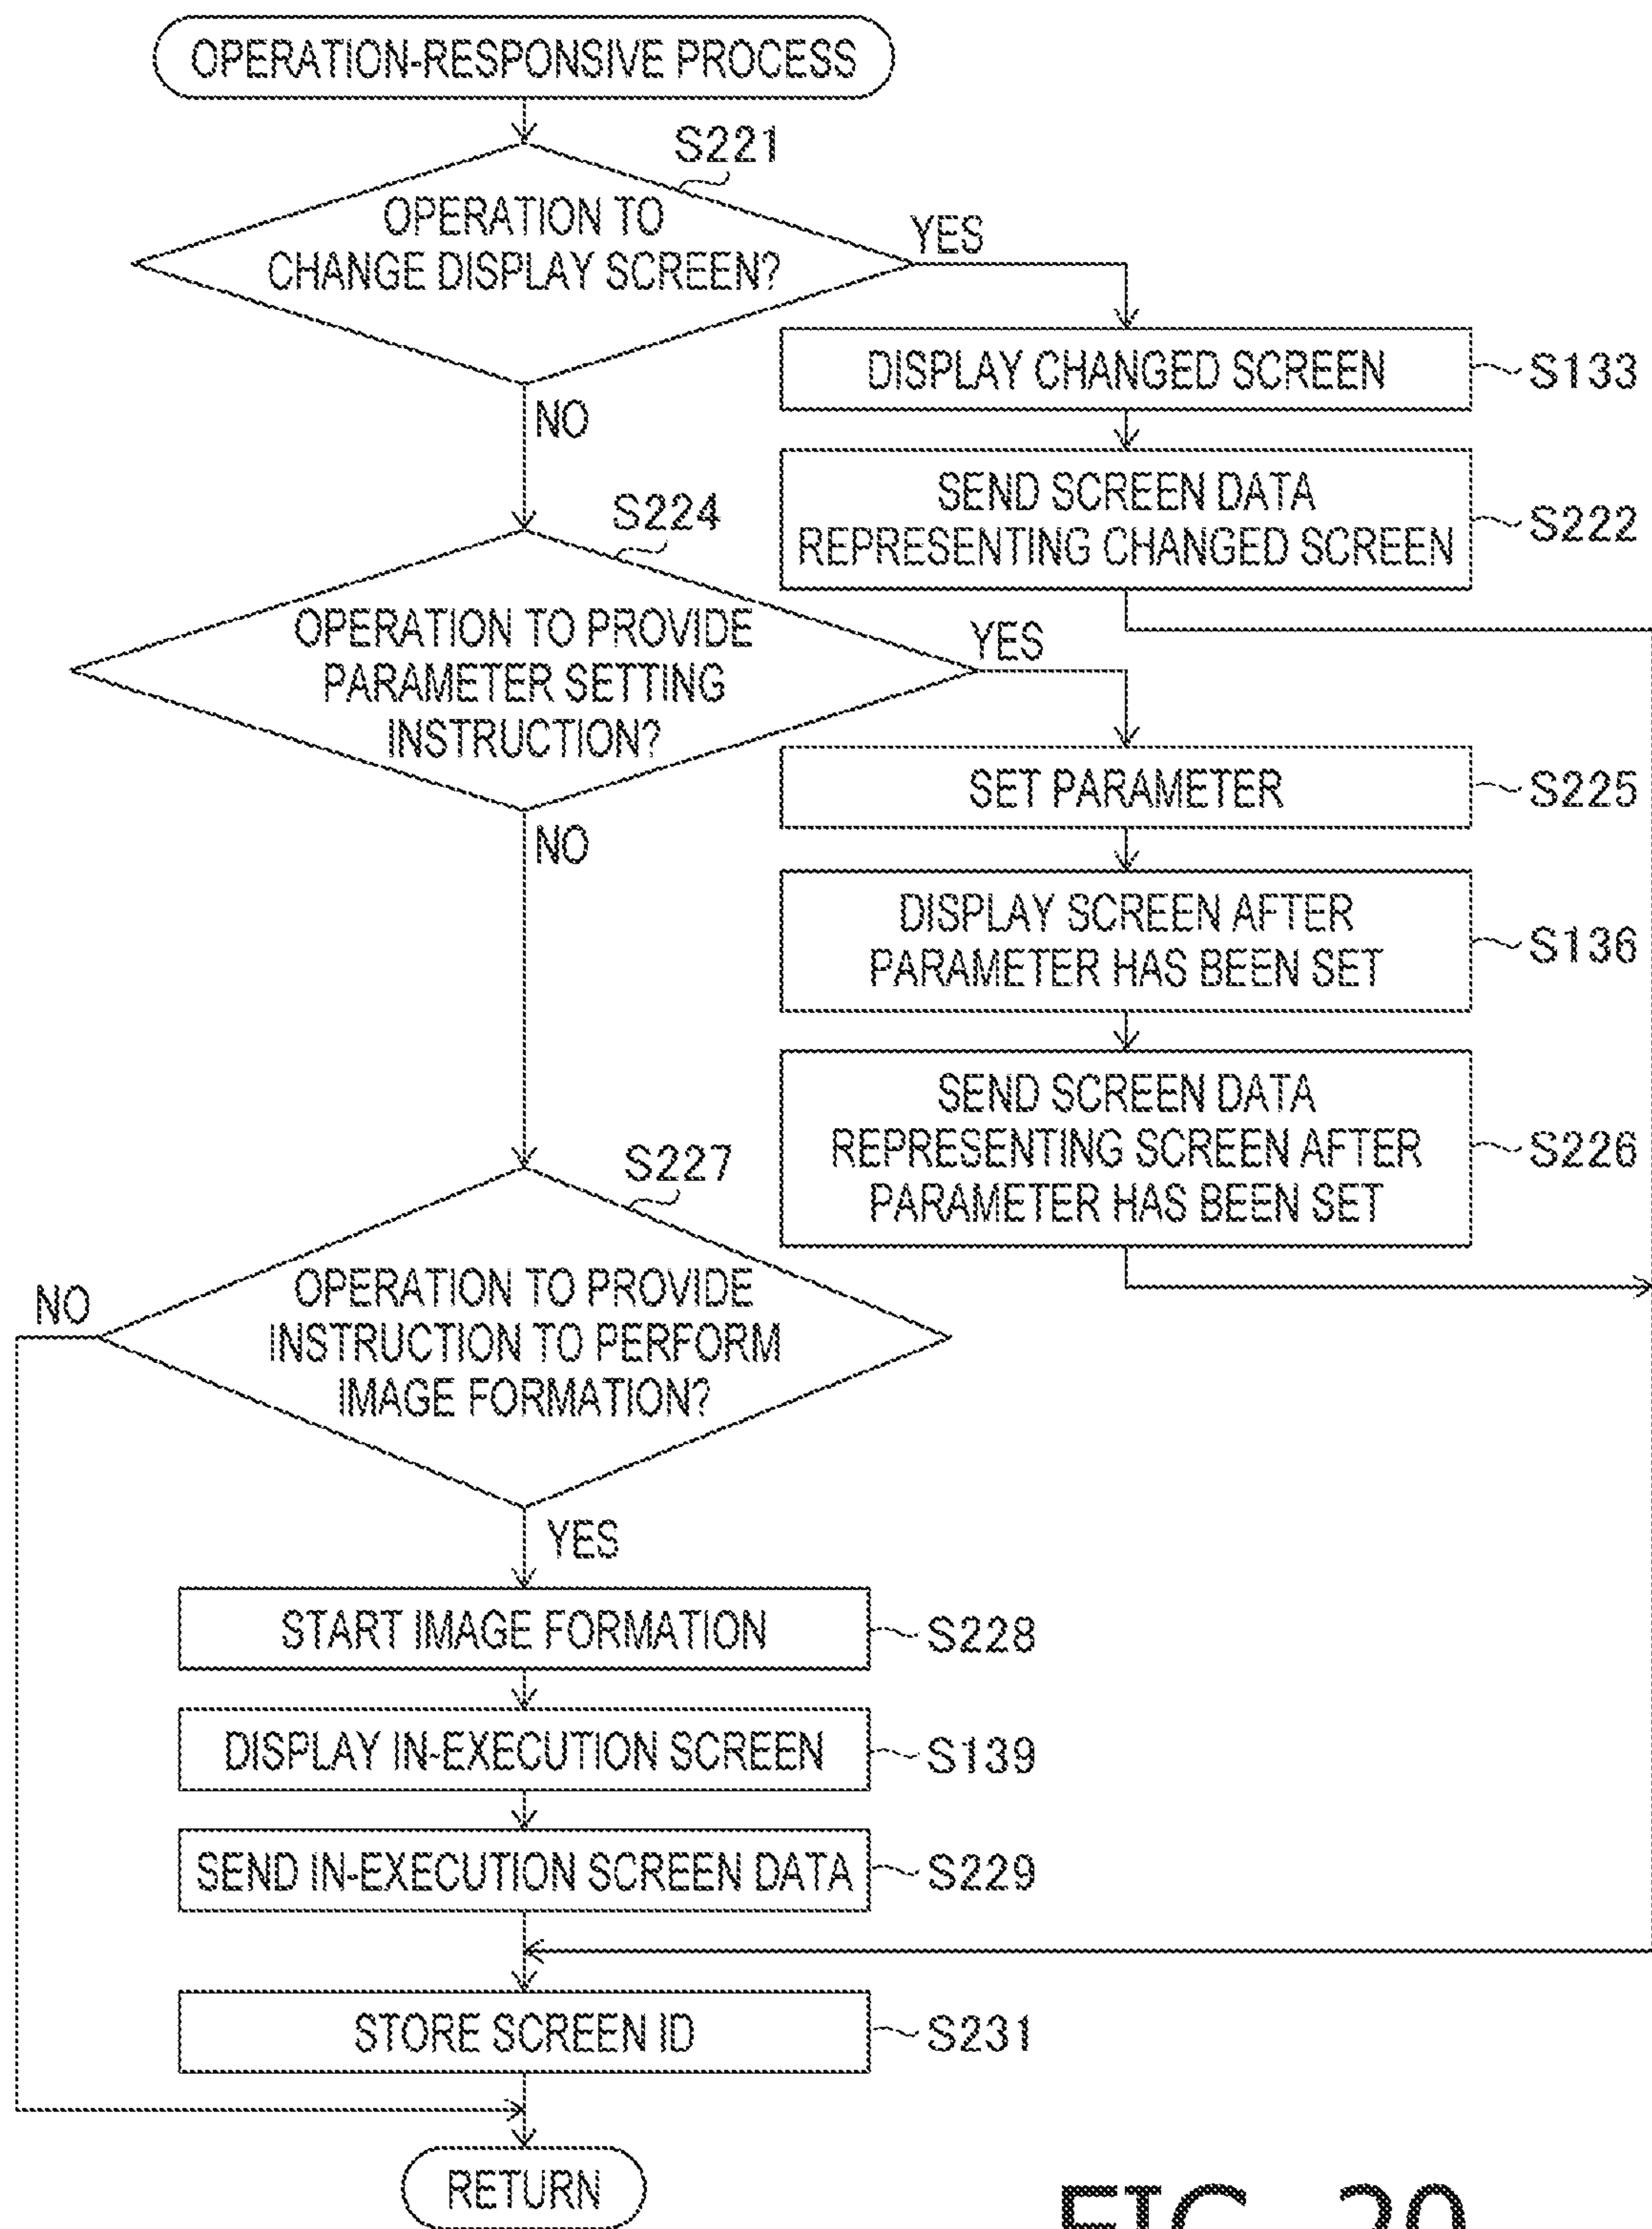 OPERATION-RESPONSIVE PROCESS
S221
OPERATION TO
CHANGE DISPLAY SCREEN?
YES
NO
DISPLAY CHANGED SCREEN
S133
SEND SCREEN DATA
REPRESENTING CHANGED SCREEN
S222
S224
OPERATION TO PROVIDE
PARAMETER SETTING
INSTRUCTION?
YES
NO
SET PARAMETER
S225
DISPLAY SCREEN AFTER
PARAMETER HAS BEEN SET
S136
SEND SCREEN DATA
REPRESENTING SCREEN AFTER
PARAMETER HAS BEEN SET
S226
S227
OPERATION TO PROVIDE
INSTRUCTION TO PERFORM
IMAGE FORMATION?
NO
YES
START IMAGE FORMATION
S228
DISPLAY IN-EXECUTION SCREEN
S139
SEND IN-EXECUTION SCREEN DATA
S229
STORE SCREEN ID
S231
RETURN
FIG. 20